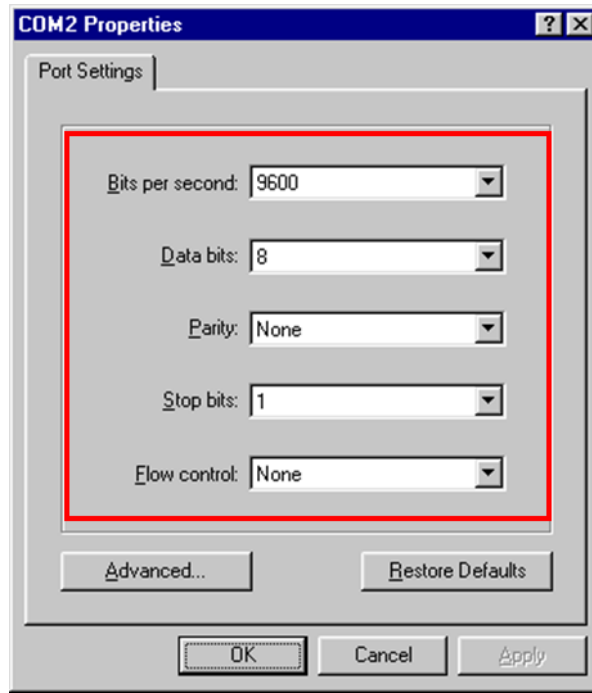 COM2 Properties
Port Settings
Bits per second: 9600
Data bits: 8
Parity: None
Stop bits: 1
Flow control: None
Advanced... Restore Defaults
OK Cancel Apply